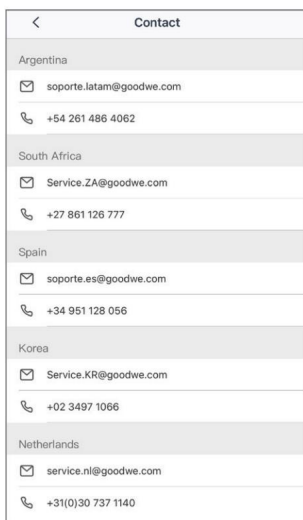 Contact
Argentina
soporte.latam@goodwe.com
+54 261 486 4062
South Africa
Service.ZA@goodwe.com
+27 861 126 777
Spain
soporte.es@goodwe.com
+34 951 128 056
Korea
Service.KR@goodwe.com
+02 3497 1066
Netherlands
service.nl@goodwe.com
+31(0)30 737 1140